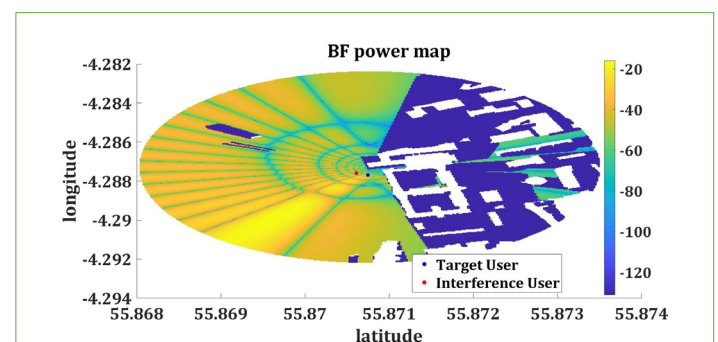 BF power map
-4.282
-4.284
-4.286
-4.288
-4.29
-4.292
-4.294
longitude
-20
-40
-60
-80
-100
-120
Target User
Interference User
55.868 55.869 55.87 55.871 55.872 55.873 55.874
latitude